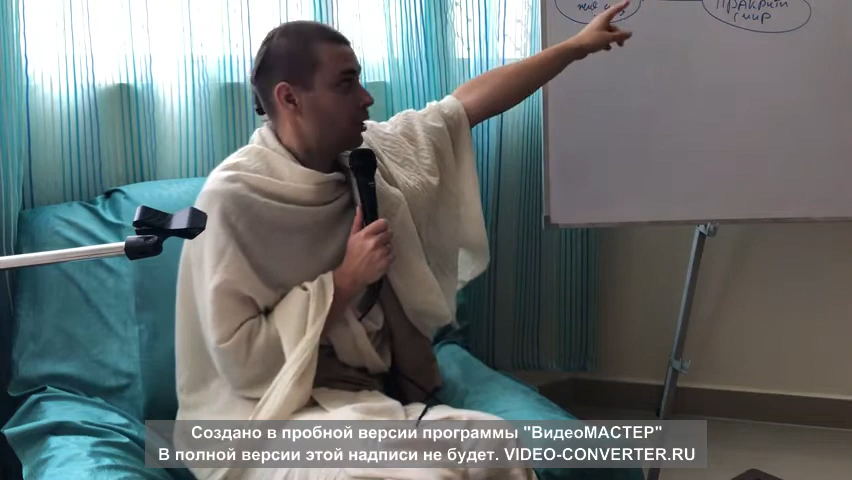 Пракрити
мир
Создано в пробной версии программы "ВидеоМАСТЕР"
В полной версии этой надписи не будет. VIDEO-CONVERTER.RU